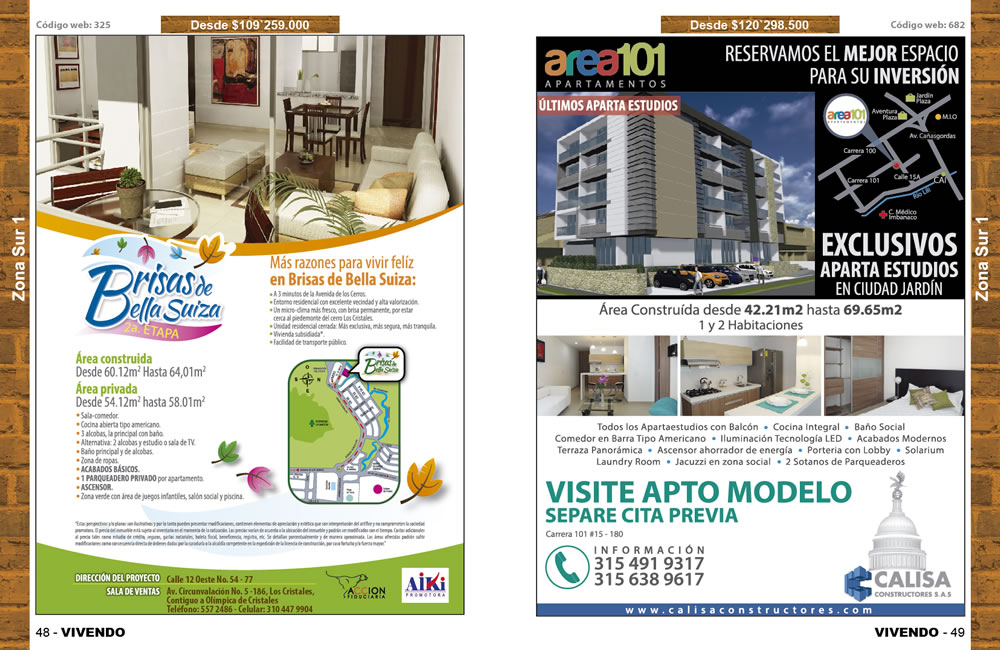 Código web: 325
Desde $109`259.000
Zona Sur 1
Brisas de
Bella Suiza
2a. ETAPA
Más razones para vivir felíz
en Brisas de Bella Suiza:
• A 3 minutos de la Avenida de los Cerros.
• Entorno residencial con excelente vecindad y alta valorización.
• Un micro-clima más fresco, con brisa permanente, por estar
cerca al piedemonte del cerro Los Cristales.
• Unidad residencial cerrada: Más exclusiva, más segura, más tranquila.
• Vivienda subsidiada*.
• Facilidad de transporte público.
Área construida
Desde 60.12m² Hasta 64,01m²
Área privada
Desde 54.12m² hasta 58.01m²
• Sala-comedor.
• Cocina abierta tipo americano.
• 3 alcobas, la principal con baño.
• Alternativa: 2 alcobas y estudio o sala de TV.
• Baño principal y de alcobas.
• Zona de ropas.
• ACABADOS BÁSICOS.
• 1 PARQUEADERO PRIVADO por apartamento.
• ASCENSOR.
• Zona verde con área de juegos infantiles, salón social y piscina.
Brisas de
Bella Suiza
O
S
N
E
DIRECCIÓN DEL PROYECTO Calle 12 Oeste No. 54 - 77
SALA DE VENTAS Av. Circunvalación No. 5 -186, Los Cristales,
Contiguo a Olímpica de Cristales
Teléfono: 557 2486 - Celular: 310 447 9904
ACCION
FIDUCIARIA
AIKI
PROMOTORA
48 - VIVENDO
Desde $120`298.500
Código web: 682
Zona Sur 1
area101
APARTAMENTOS
RESERVAMOS EL MEJOR ESPACIO
PARA SU INVERSIÓN
ÚLTIMOS APARTA ESTUDIOS
area101
Jardín
Plaza
Aventura
Plaza
M.I.O
Av. Cañasgordas
Carrera 100
Calle 15A
Carrera 101
CAI
Río Lili
C. Médico
Imbanaco
EXCLUSIVOS
APARTA ESTUDIOS
EN CIUDAD JARDÍN
Área Construída desde 42.21m2 hasta 69.65m2
1 y 2 Habitaciones
Todos los Apartaestudios con Balcón • Cocina Integral • Baño Social
Comedor en Barra Tipo Americano • Iluminación Tecnología LED • Acabados Modernos
Terraza Panorámica • Ascensor ahorrador de energía • Porteria con Lobby • Solarium
Laundry Room • Jacuzzi en zona social • 2 Sotanos de Parqueaderos
VISITE APTO MODELO
SEPARE CITA PREVIA
Carrera 101 #15 - 180
INFORMACIÓN
315 491 9317
315 638 9617
CALISA
CONSTRUCTORES S.A.S
www.calisaconstructores.com
VIVENDO - 49